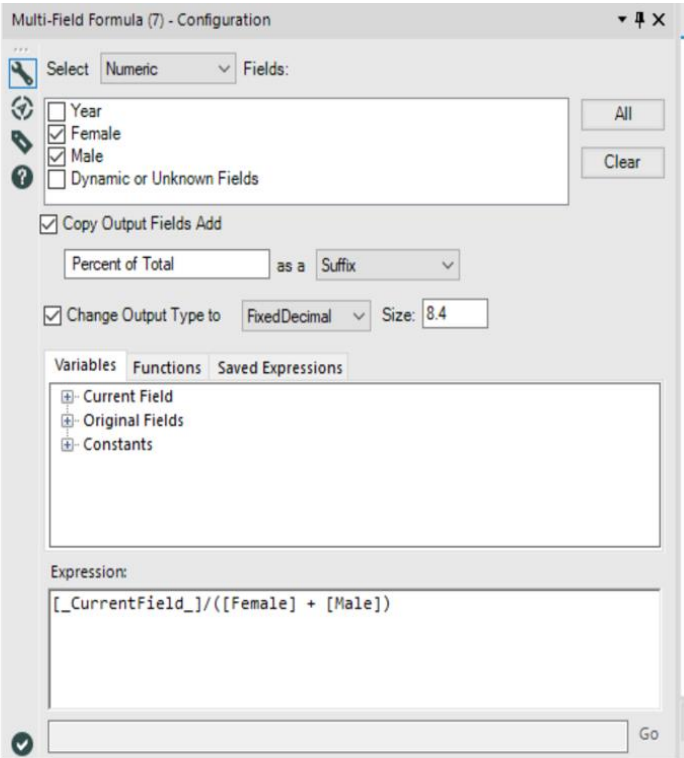 Multi-Field Formula (7) - Configuration
Select Numeric Fields:
Year
Female
Male
Dynamic or Unknown Fields
All
Clear
Copy Output Fields Add
Percent of Total as a Suffix
Change Output Type to FixedDecimal Size: 8.4
Variables Functions Saved Expressions
Current Field
Original Fields
Constants
Expression:
[_CurrentField_]/([Female] + [Male])
Go